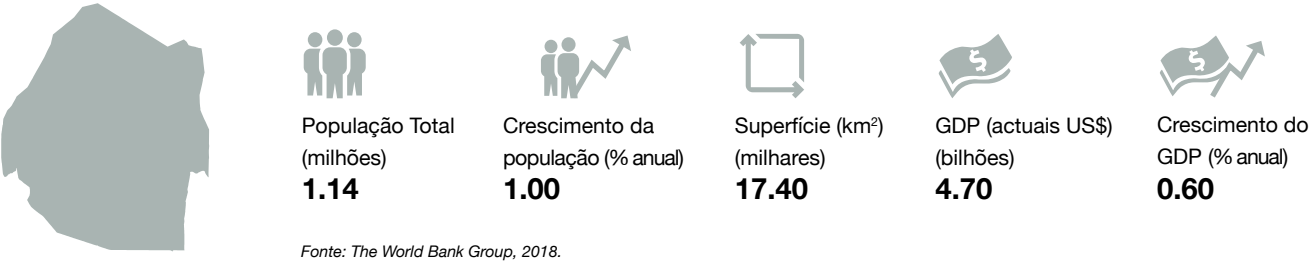 População Total
(milhões)
1.14
Crescimento da
população (% anual)
1.00
Superfície (km²)
(milhares)
17.40
GDP (actuais US$)
(bilhões)
4.70
Crescimento do
GDP (% anual)
0.60
Fonte: The World Bank Group, 2018.